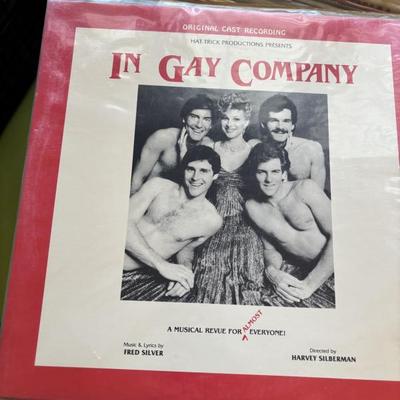 ORIGINAL CAST RECORDING
HAT TRICK PRODUCTIONS PRESENTS
IN GAY COMPANY
ALMOST
A MUSICAL REVUE FOR ^ EVERYONE!
Music & Lyrics by
FRED SILVER
Directed by
HARVEY SILBERMAN